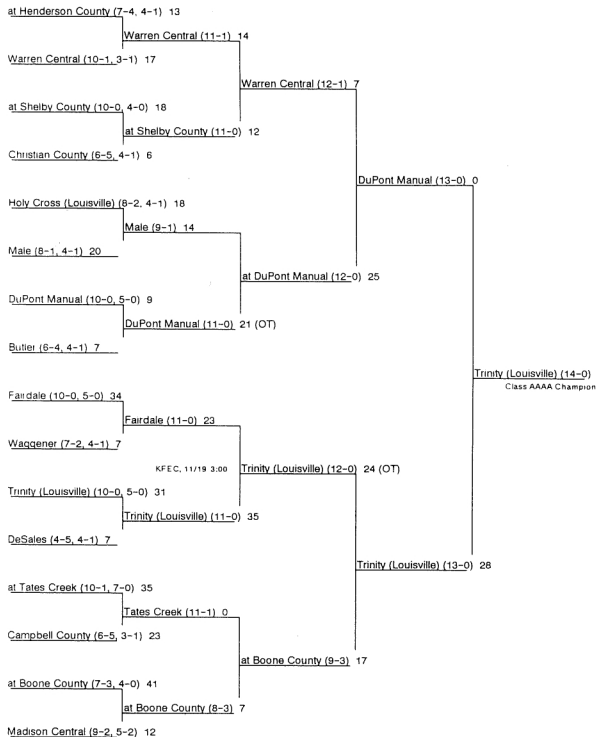 at Henderson County (7-4, 4-1) 13
Warren Central (11-1) 14
Warren Central (10-1, 3-1) 17
Warren Central (12-1) 7
at Shelby County (10-0, 4-0) 18
at Shelby County (11-0) 12
Christian County (6-5, 4-1) 6
DuPont Manual (13-0) 0
Holy Cross (Louisville) (8-2, 4-1) 18
Male (9-1) 14
Male (8-1, 4-1) 20
at DuPont Manual (12-0) 25
DuPont Manual (10-0, 5-0) 9
DuPont Manual (11-0) 21 (OT)
Butler (6-4, 4-1) 7
Trinity (Louisville) (14-0)
Class AAAA Champion
Fairdale (10-0, 5-0) 34
Fairdale (11-0) 23
Waggener (7-2, 4-1) 7
KFEC, 11/19 3:00
Trinity (Louisville) (12-0) 24 (OT)
Trinity (Louisville) (10-0, 5-0) 31
Trinity (Louisville) (11-0) 35
DeSales (4-5, 4-1) 7
Trinity (Louisville) (13-0) 28
at Tates Creek (10-1, 7-0) 35
Tates Creek (11-1) 0
Campbell County (6-5, 3-1) 23
at Boone County (9-3) 17
at Boone County (7-3, 4-0) 41
at Boone County (8-3) 7
Madison Central (9-2, 5-2) 12